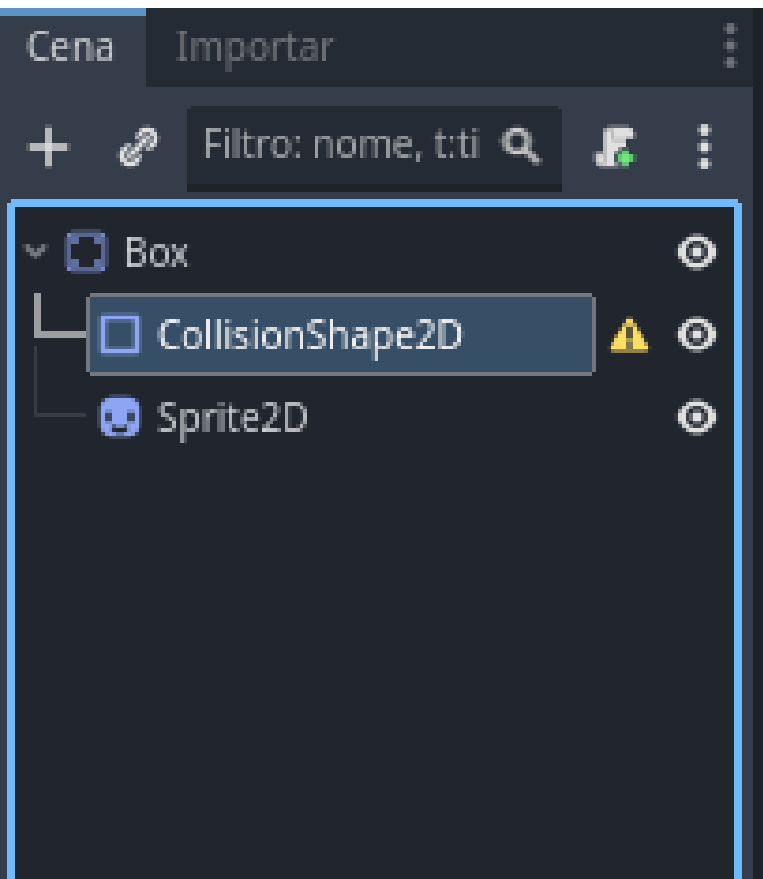 Cena Importar
Filtro: nome, t:ti
Box
CollisionShape2D
Sprite2D